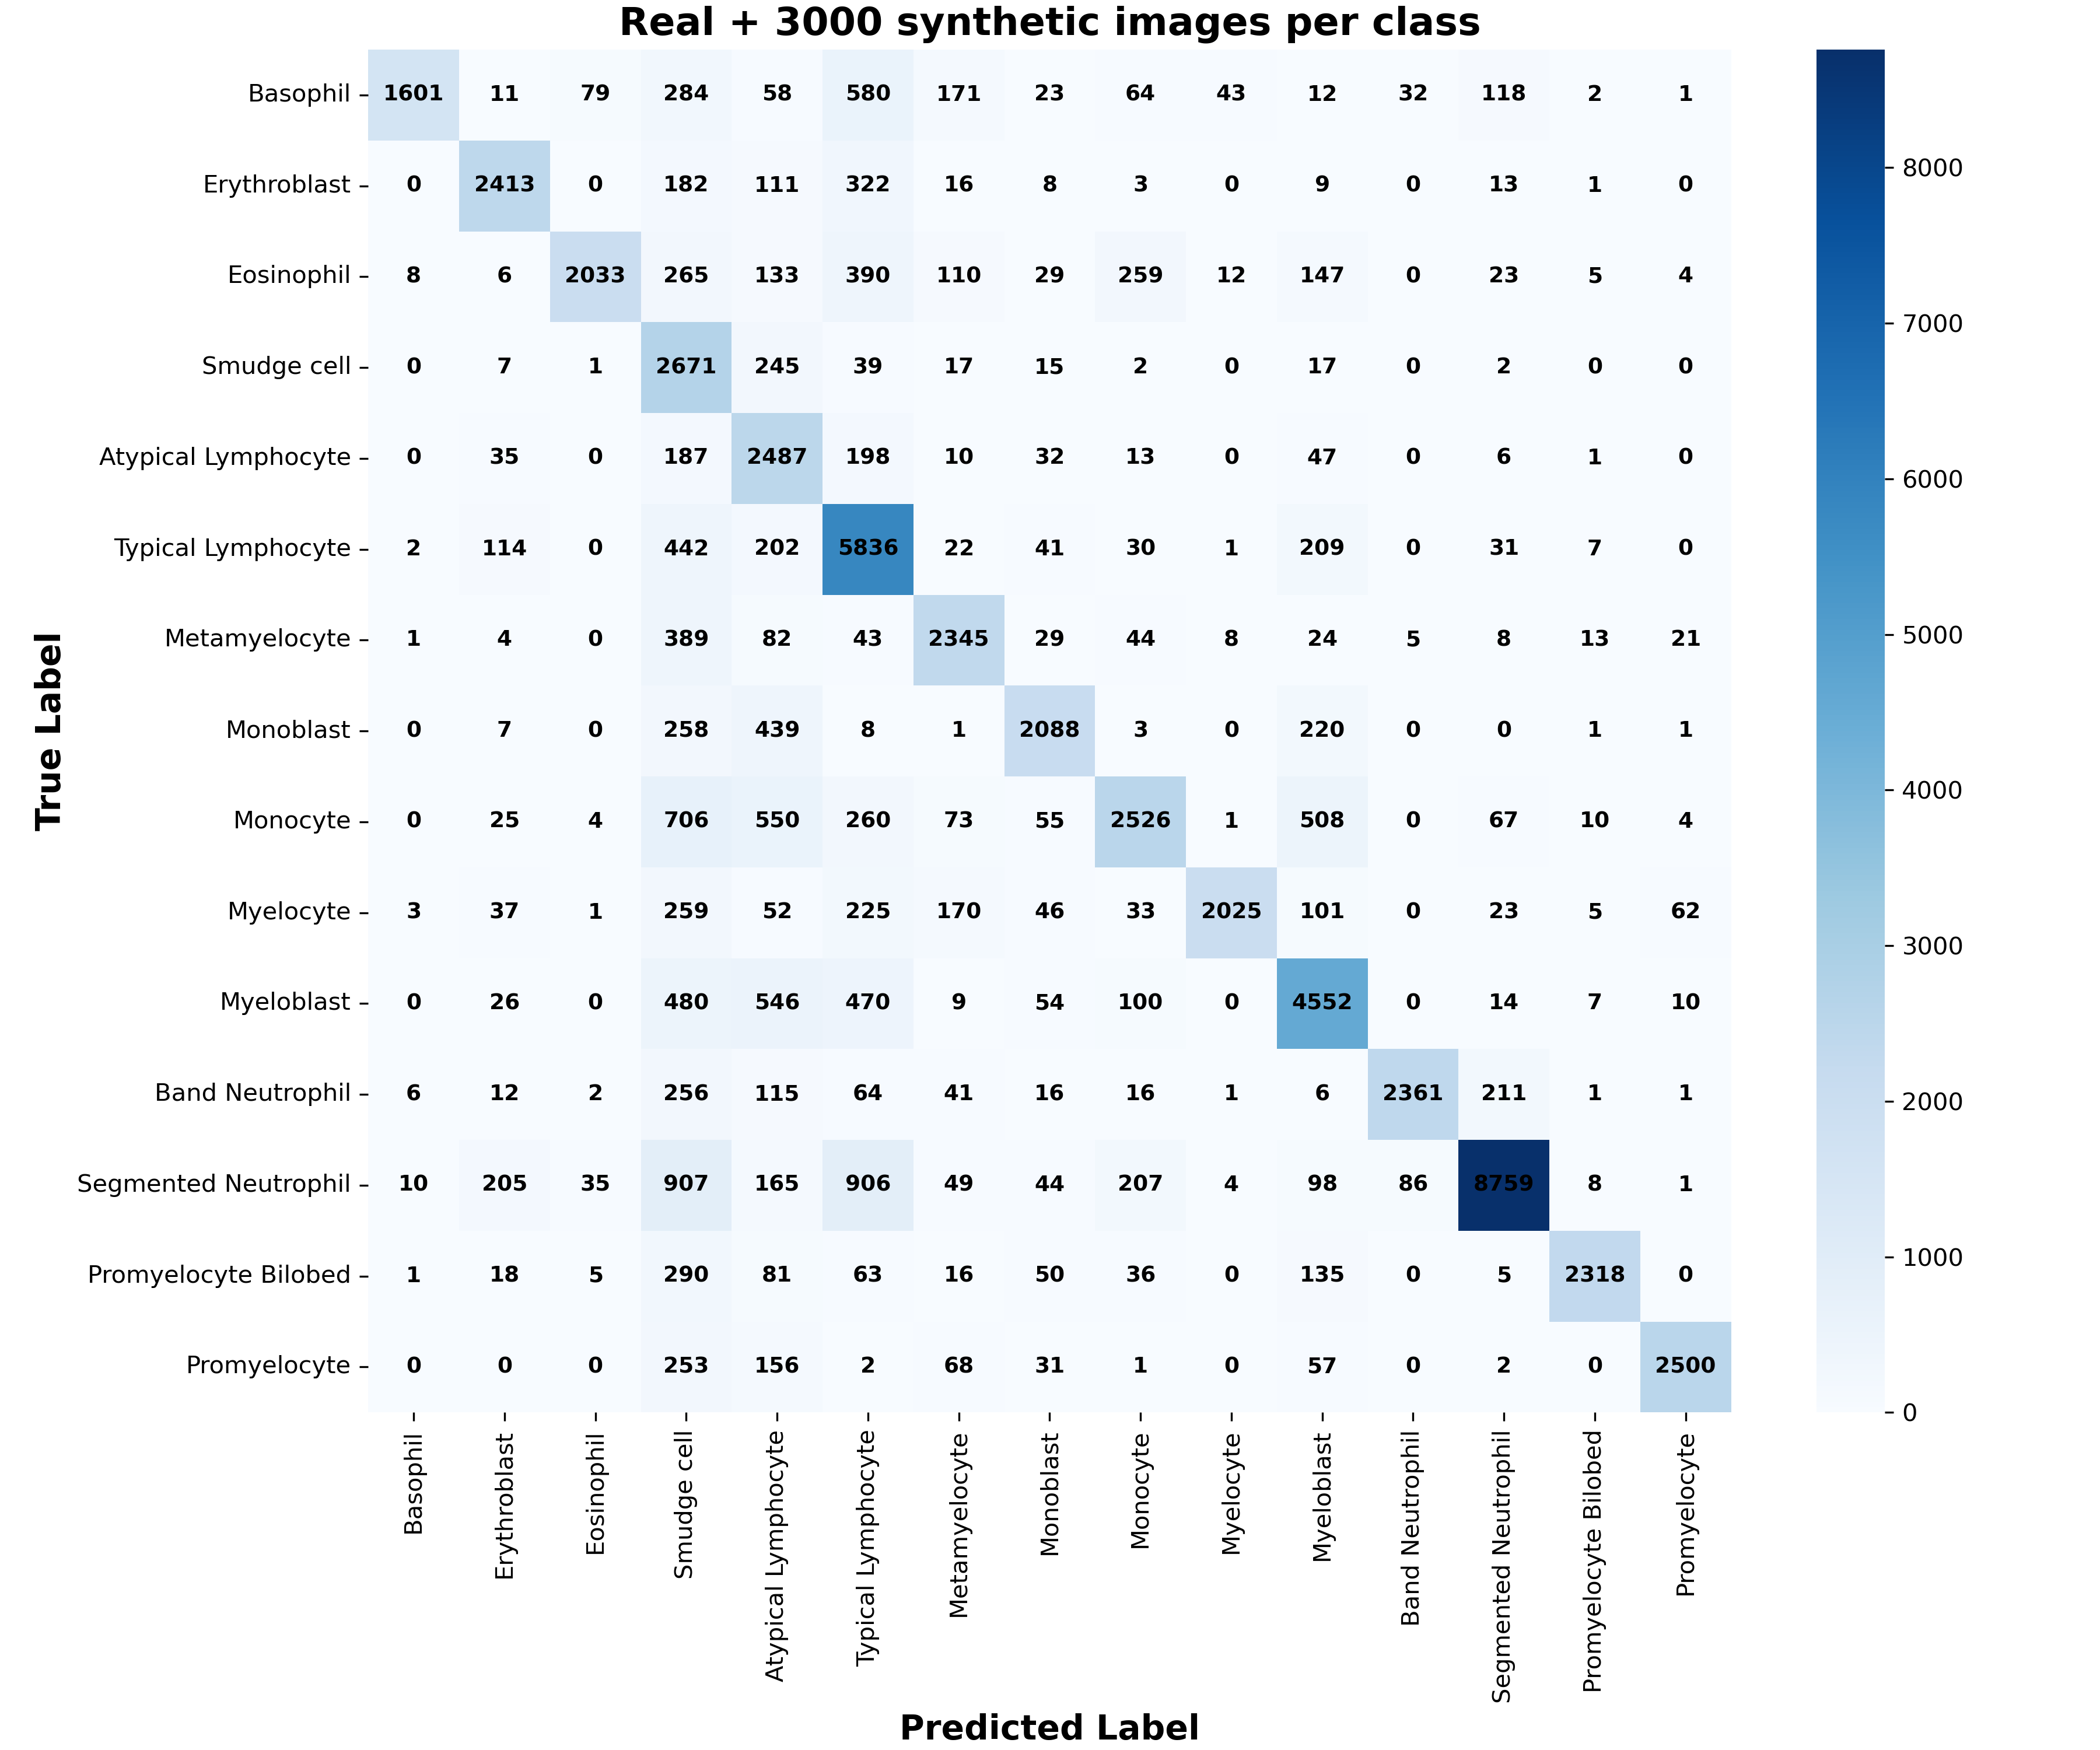 Real + 3000 synthetic images per class
Basophil 1601 11 79 284 58 580 171 23 64 43 12 32 118 2 1
Erythroblast 0 2413 0 182 111 322 16 8 3 0 9 0 13 1 0
Eosinophil 8 6 2033 265 133 390 110 29 259 12 147 0 23 5 4
Smudge cell 0 7 1 2671 245 39 17 15 2 0 17 0 2 0 0
Atypical Lymphocyte 0 35 0 187 2487 198 10 32 13 0 47 0 6 1 0
Typical Lymphocyte 2 114 0 442 202 5836 22 41 30 1 209 0 31 7 0
Metamyelocyte 1 4 0 389 82 43 2345 29 44 8 24 5 8 13 21
Monoblast 0 7 0 258 439 8 1 2088 3 0 220 0 0 1 1
Monocyte 0 25 4 706 550 260 73 55 2526 1 508 0 67 10 4
Myelocyte 3 37 1 259 52 225 170 46 33 2025 101 0 23 5 62
Myeloblast 0 26 0 480 546 470 9 54 100 0 4552 0 14 7 10
Band Neutrophil 6 12 2 256 115 64 41 16 16 1 6 2361 211 1 1
Segmented Neutrophil 10 205 35 907 165 906 49 44 207 4 98 86 8759 8 1
Promyelocyte Bilobed 1 18 5 290 81 63 16 50 36 0 135 0 5 2318 0
Promyelocyte 0 0 0 253 156 2 68 31 1 0 57 0 2 0 2500
True Label
Basophil
Erythroblast
Eosinophil
Smudge cell
Atypical Lymphocyte
Typical Lymphocyte
Metamyelocyte
Monoblast
Monocyte
Myelocyte
Myeloblast
Band Neutrophil
Segmented Neutrophil
Promyelocyte Bilobed
Promyelocyte
Predicted Label
8000
7000
6000
5000
4000
3000
2000
1000
0